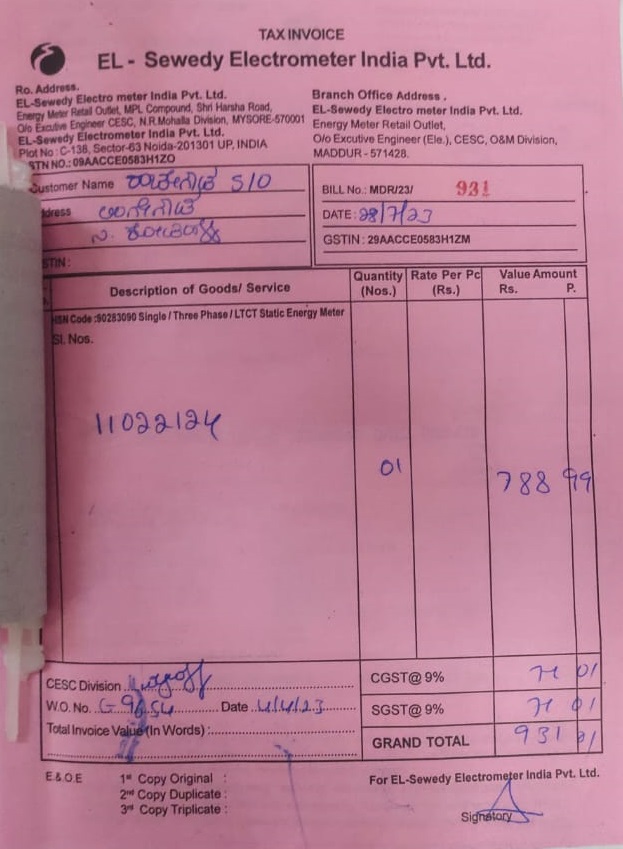 TAX INVOICE
EL - Sewedy Electrometer India Pvt. Ltd.
Ro. Address.
EL-Sewedy Electro meter India Pvt. Ltd.
Energy Meter Retail Outlet, MPL Compound, Shri Harsha Road,
O/o Excutive Engineer CESC, N.R.Mohalla Division, MYSORE-570001
EL-Sewedy Electrometer India Pvt. Ltd.
Plot No : C-138, Sector-63 Noida-201301 UP, INDIA
STN NO.: 09AACCE0583H1ZO
Branch Office Address .
EL-Sewedy Electro meter India Pvt. Ltd.
Energy Meter Retail Outlet,
O/o Excutive Engineer (Ele.), CESC, O&M Division,
MADDUR - 571428.
Customer Name S/O
dress
STIN :
BILL No.: MDR/23/ 931
DATE : 28/7/23
GSTIN : 29AACCE0583H1ZM
Description of Goods/ Service
Quantity (Nos.)
Rate Per Pc (Rs.)
Value Amount
Rs. P.
HSN Code :90283090 Single / Three Phase / LTCT Static Energy Meter
Sl. Nos.
11022124
01
788 99
CESC Division
CGST@ 9% 71 01
W.O. No. G 9654 Date 4/4/23
SGST@ 9% 71 01
Total Invoice Value (In Words) :
GRAND TOTAL 931 01
E.& O.E 1st Copy Original :
2nd Copy Duplicate :
3rd Copy Triplicate :
For EL-Sewedy Electrometer India Pvt. Ltd.
Signatory